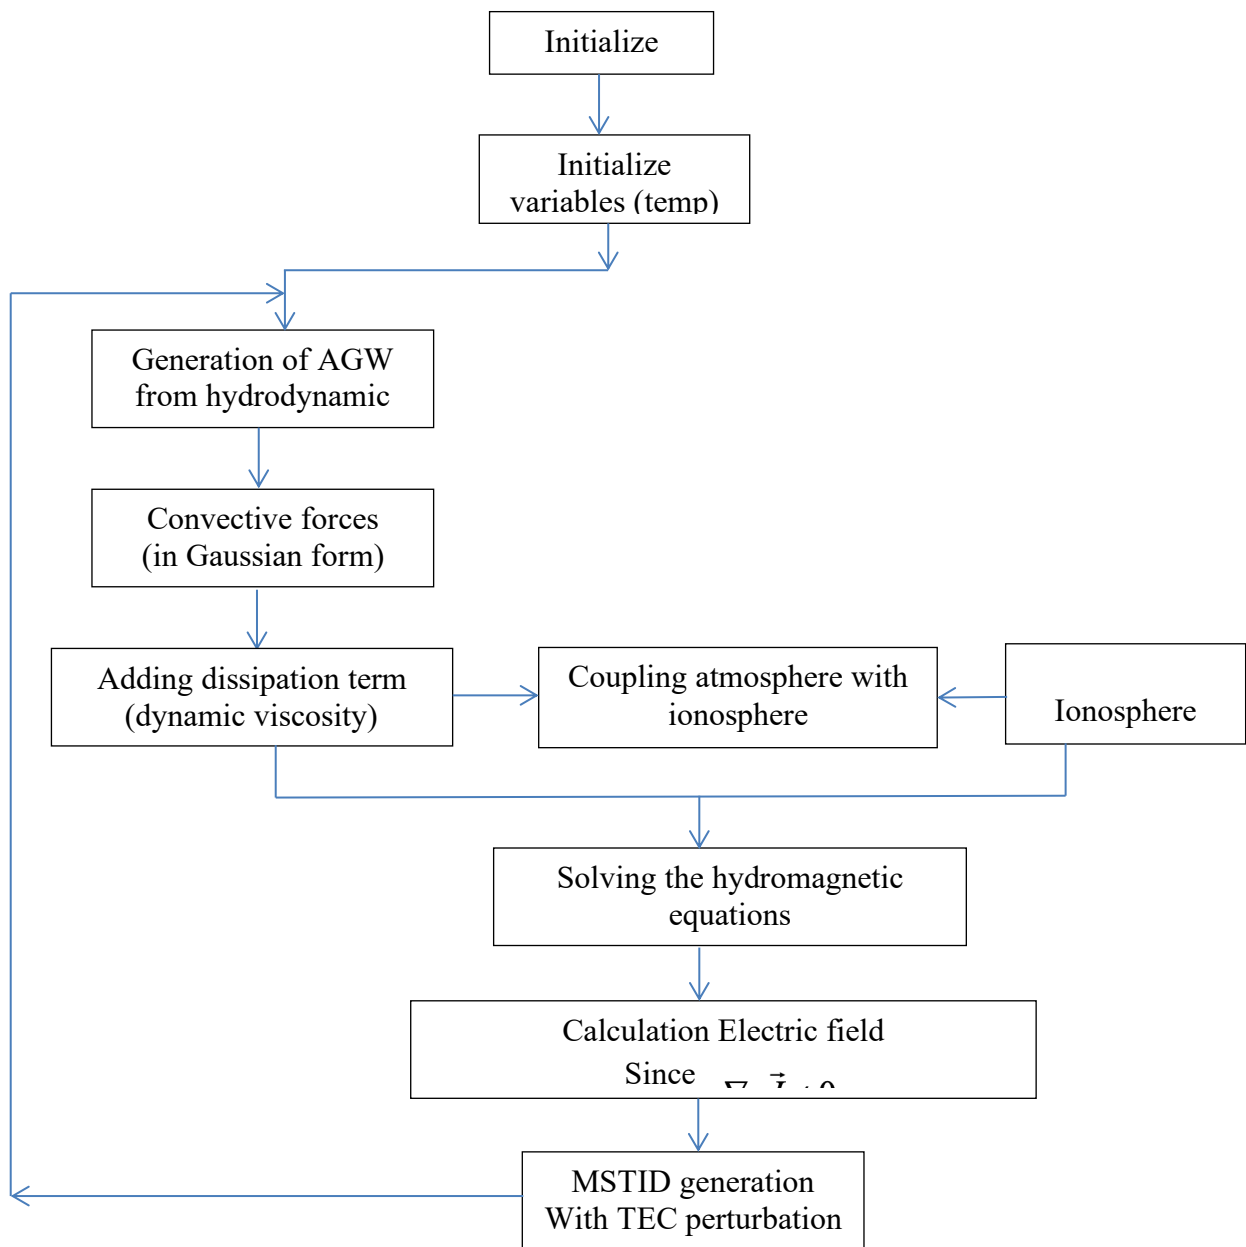 Initialize
Initialize
variables (temp)
Generation of AGW
from hydrodynamic
Convective forces
(in Gaussian form)
Adding dissipation term
(dynamic viscosity)
Coupling atmosphere with
ionosphere
Ionosphere
Solving the hydromagnetic
equations
Calculation Electric field
Since
MSTID generation
With TEC perturbation